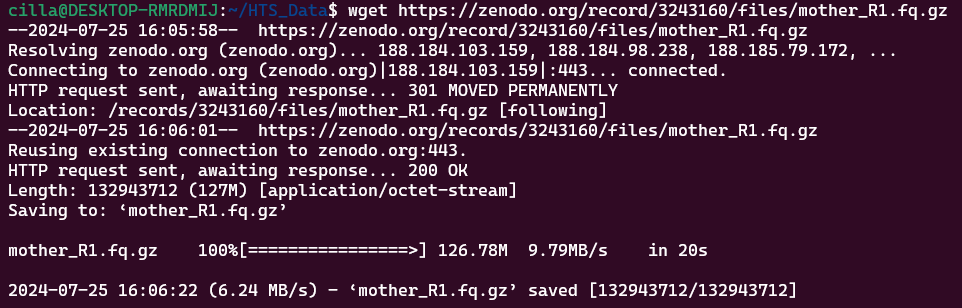 cilla@DESKTOP-RMRDMIJ:~/HTS_Data$ wget https://zenodo.org/record/3243160/files/mother_R1.fq.gz
--2024-07-25 16:05:58--  https://zenodo.org/record/3243160/files/mother_R1.fq.gz
Resolving zenodo.org (zenodo.org)... 188.184.103.159, 188.184.98.238, 188.185.79.172, ...
Connecting to zenodo.org (zenodo.org)|188.184.103.159|:443... connected.
HTTP request sent, awaiting response... 301 MOVED PERMANENTLY
Location: /records/3243160/files/mother_R1.fq.gz [following]
--2024-07-25 16:06:01--  https://zenodo.org/records/3243160/files/mother_R1.fq.gz
Reusing existing connection to zenodo.org:443.
HTTP request sent, awaiting response... 200 OK
Length: 132943712 (127M) [application/octet-stream]
Saving to: ‘mother_R1.fq.gz’
mother_R1.fq.gz    100%[================>] 126.78M  9.79MB/s    in 20s
2024-07-25 16:06:22 (6.24 MB/s) - ‘mother_R1.fq.gz’ saved [132943712/132943712]